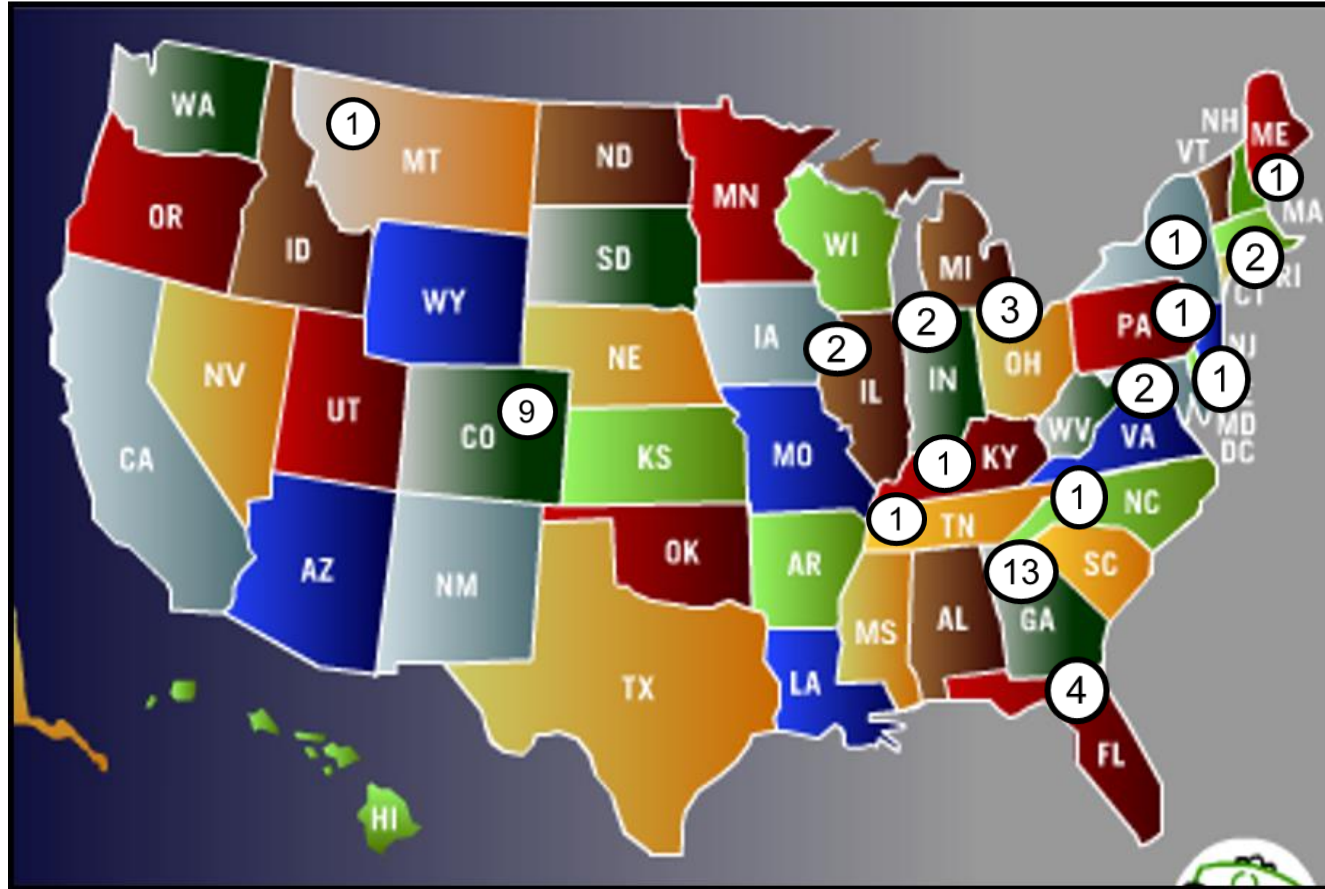 WA
1
MT
ND
MN
NH
ME
VT
1
MA
OR
ID
SD
WI
MI
1
2
RI
CT
WY
NE
IA
2
2
3
PA
1
NJ
NV
UT
CO
9
IL
IN
OH
2
1
MD
DC
CA
KS
MO
1
KY
WV
VA
AZ
NM
OK
AR
1
TN
1
NC
13
SC
MS
AL
GA
TX
LA
4
FL
HI